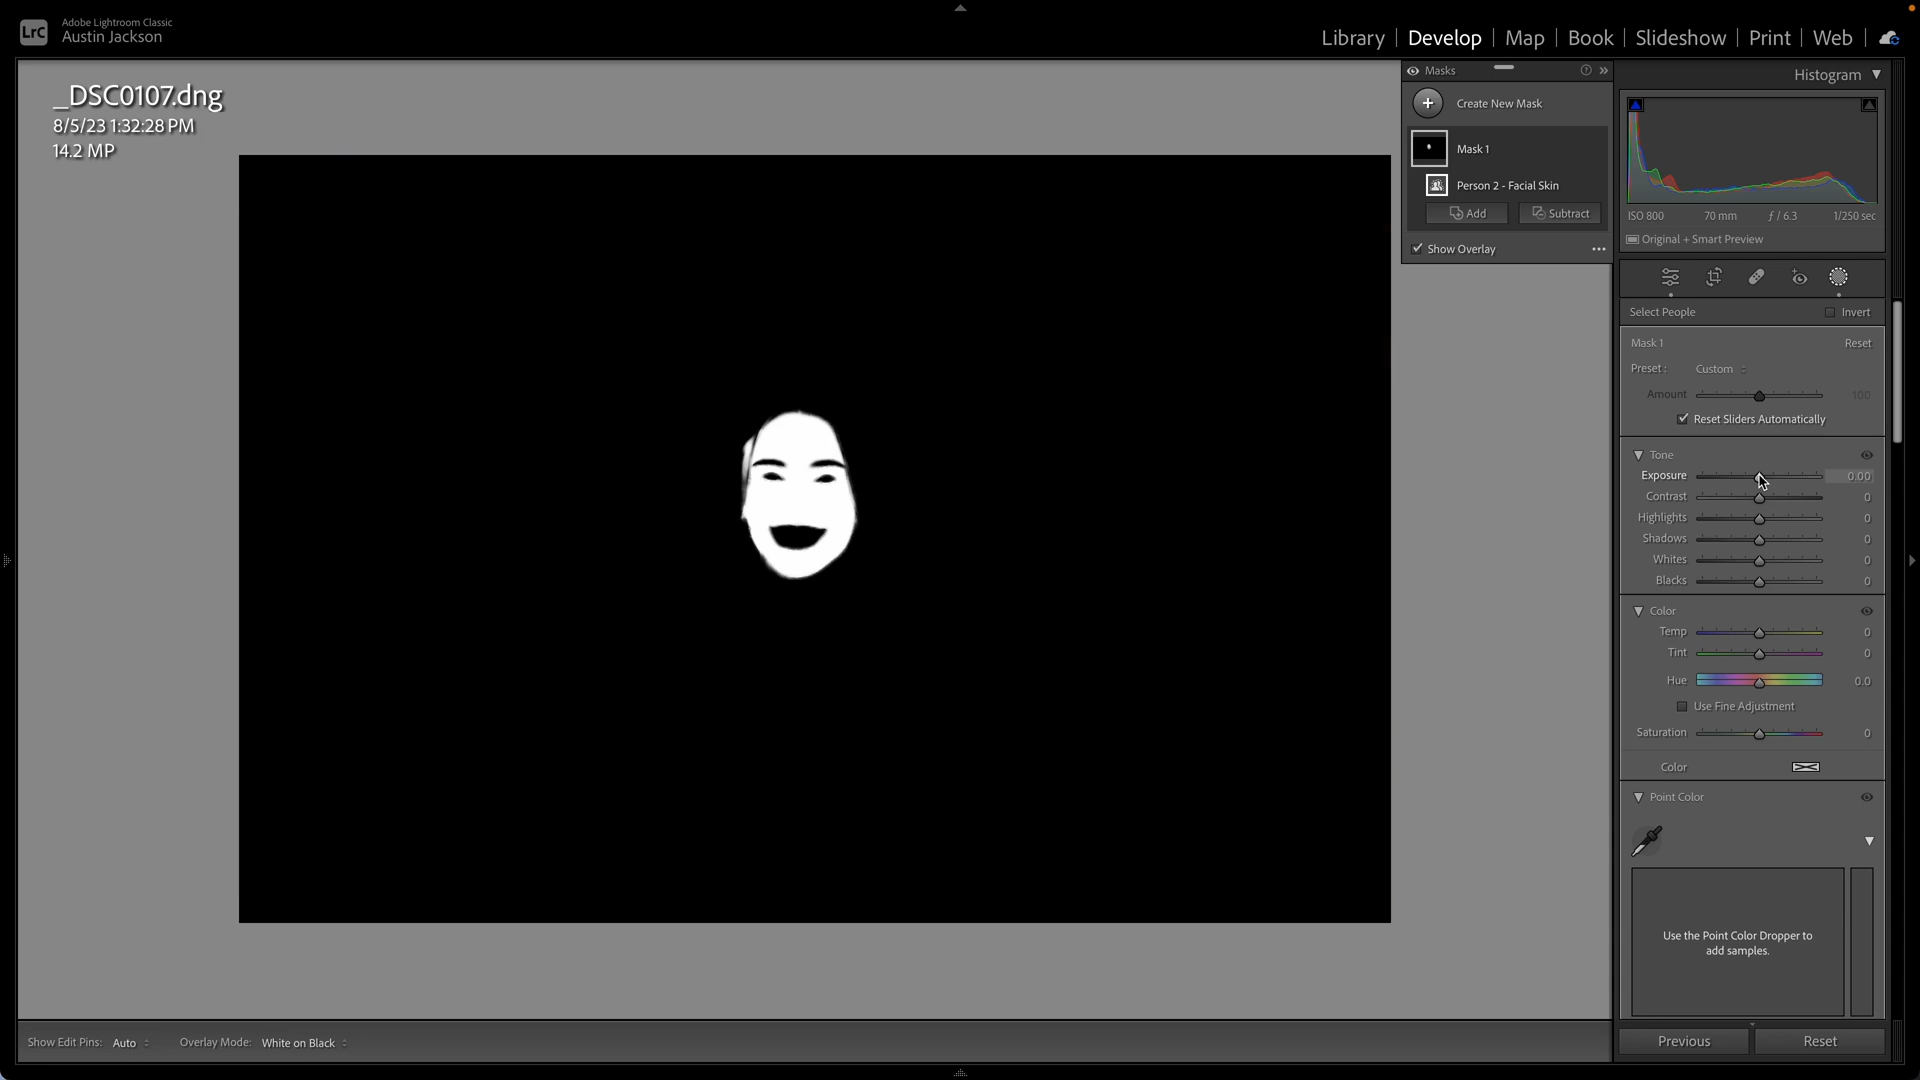 LrC
Adobe Lightroom Classic
Austin Jackson
Library | Develop | Map | Book | Slideshow | Print | Web
_DSC0107.dng
8/5/23 1:32:28 PM
14.2 MP
Masks
Create New Mask
Mask 1
Person 2 - Facial Skin
Add Subtract
Show Overlay
Histogram
ISO 800 70 mm ƒ / 6.3 1/250 sec
Original + Smart Preview
Select People Invert
Mask 1 Reset
Preset : Custom
Amount 100
Reset Sliders Automatically
Tone
Exposure 0.00
Contrast 0
Highlights 0
Shadows 0
Whites 0
Blacks 0
Color
Temp 0
Tint 0
Hue 0.0
Use Fine Adjustment
Saturation 0
Color
Point Color
Use the Point Color Dropper to
add samples.
Show Edit Pins: Auto Overlay Mode: White on Black
Previous Reset